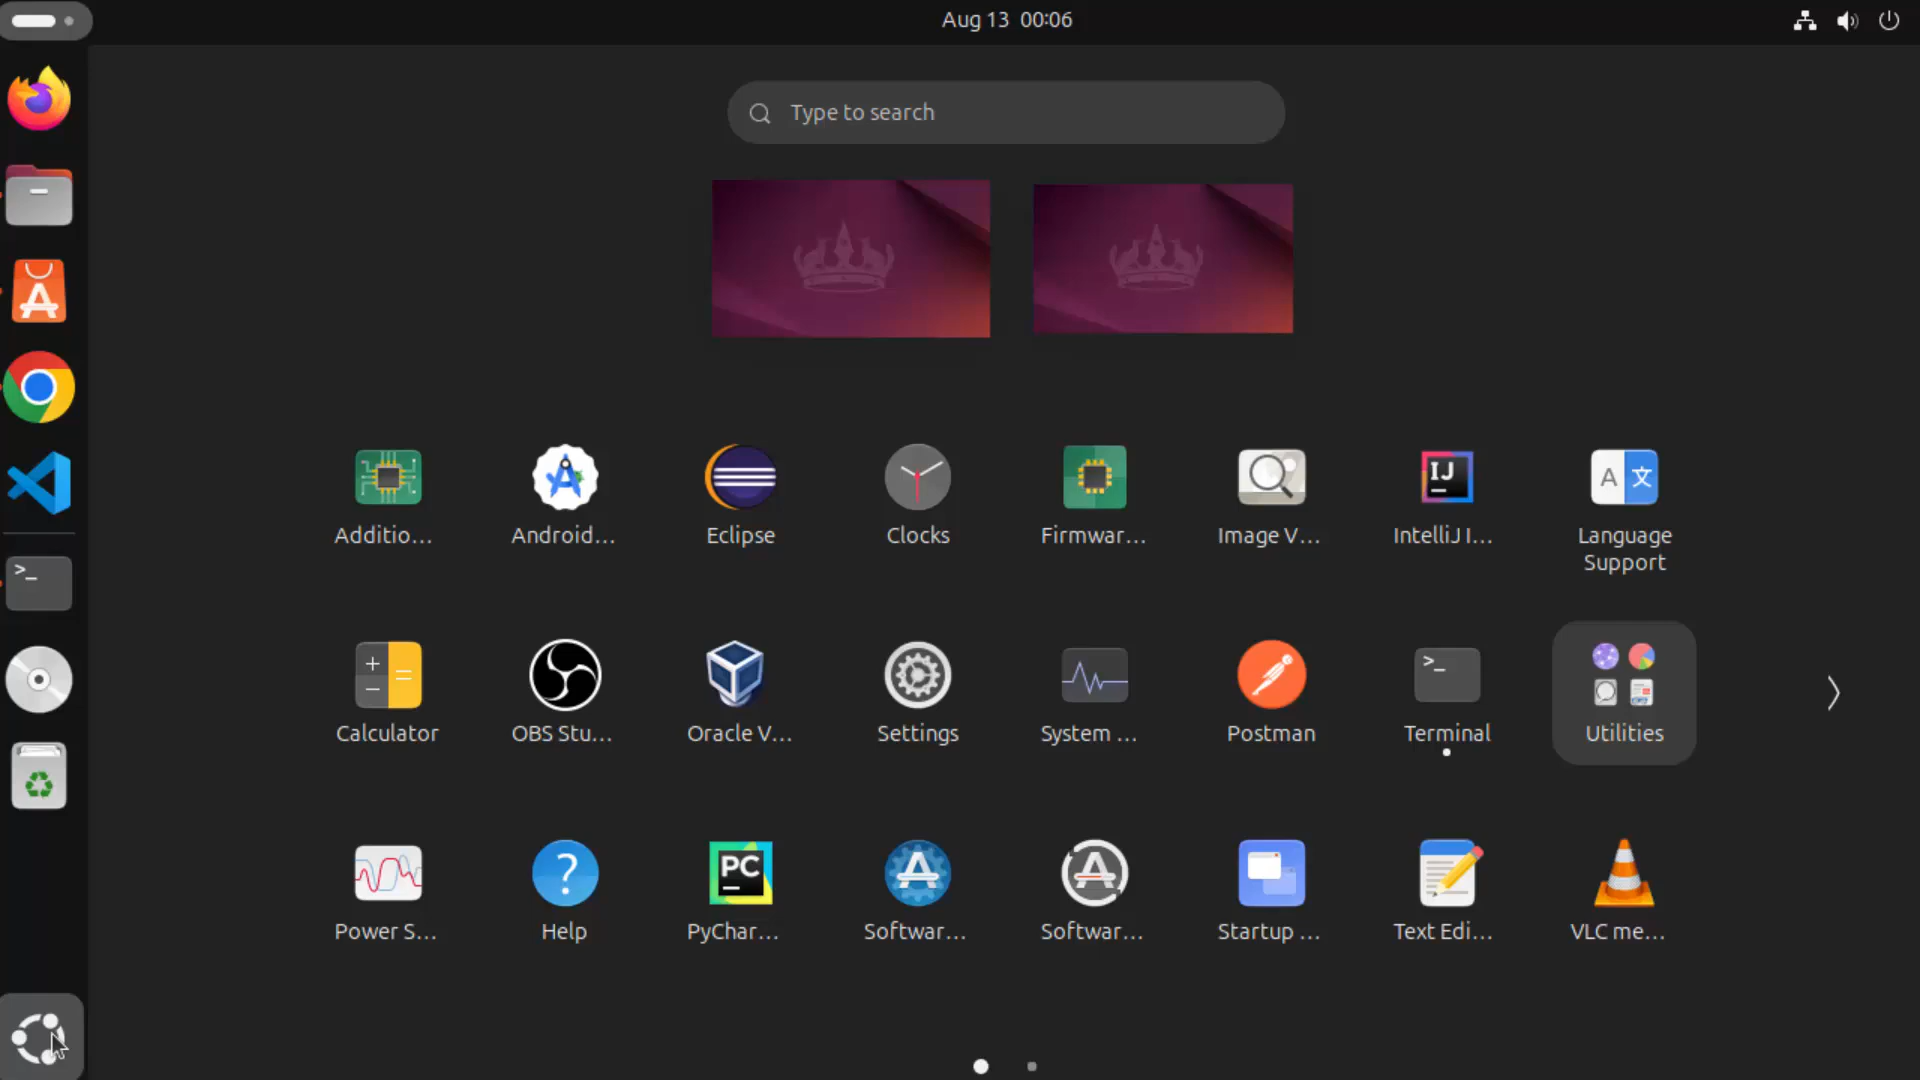 Aug 13 00:06
Type to search
Additio...
Android...
Eclipse
Clocks
Firmwar...
Image V...
IntelliJ I...
Language
Support
Calculator
OBS Stu...
Oracle V...
Settings
System ...
Postman
Terminal
Utilities
Power S...
Help
PyChar...
Softwar...
Softwar...
Startup ...
Text Edi...
VLC me...